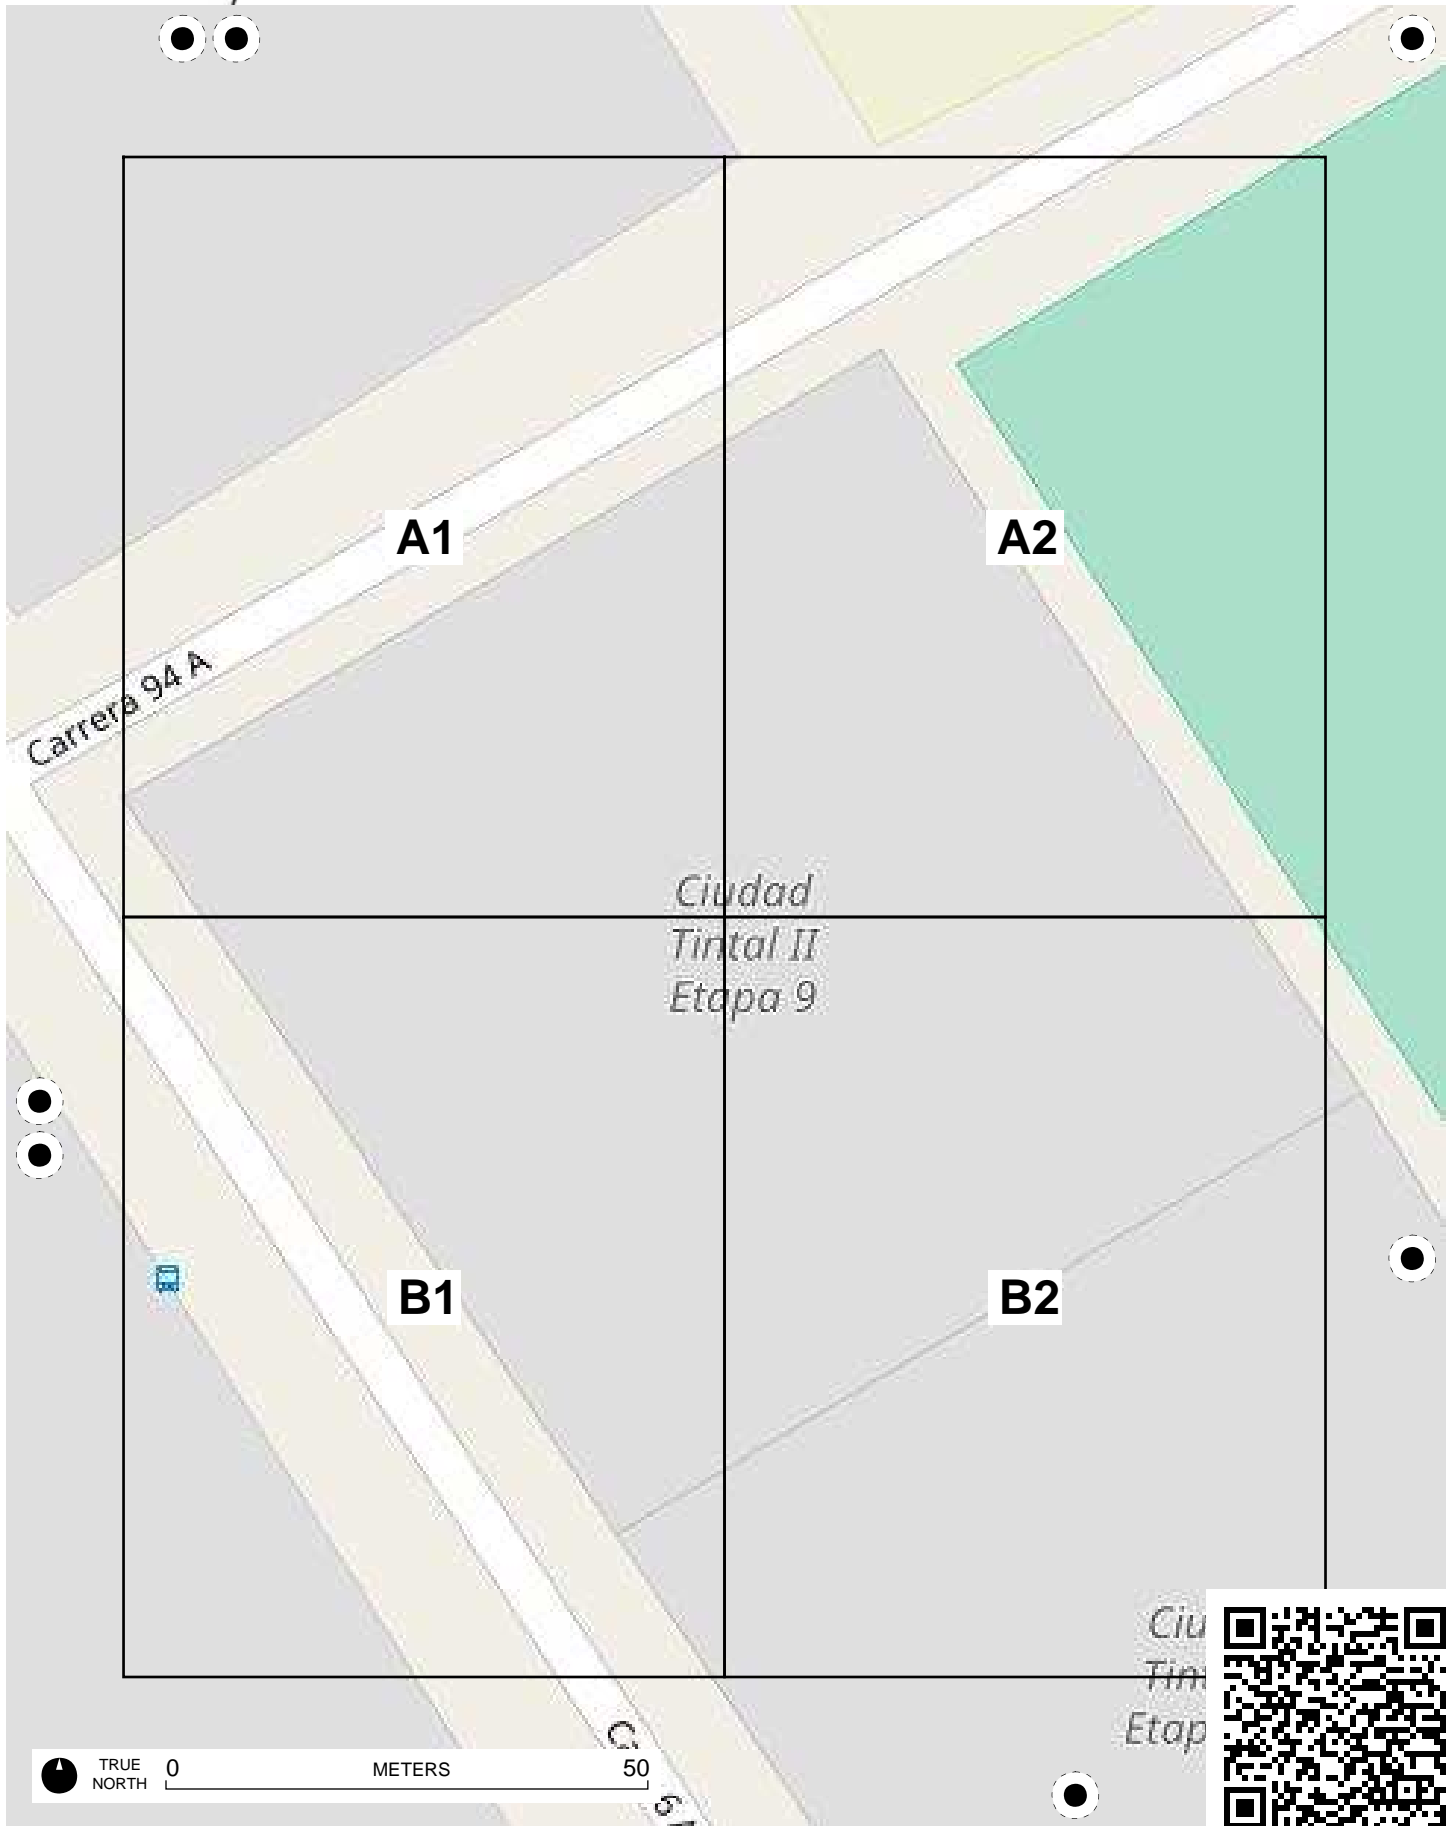 A1
A2
Carrera 94 A
Ciudad
Tintal II
Etapa 9
B1
B2
TRUE
NORTH
0
METERS
50